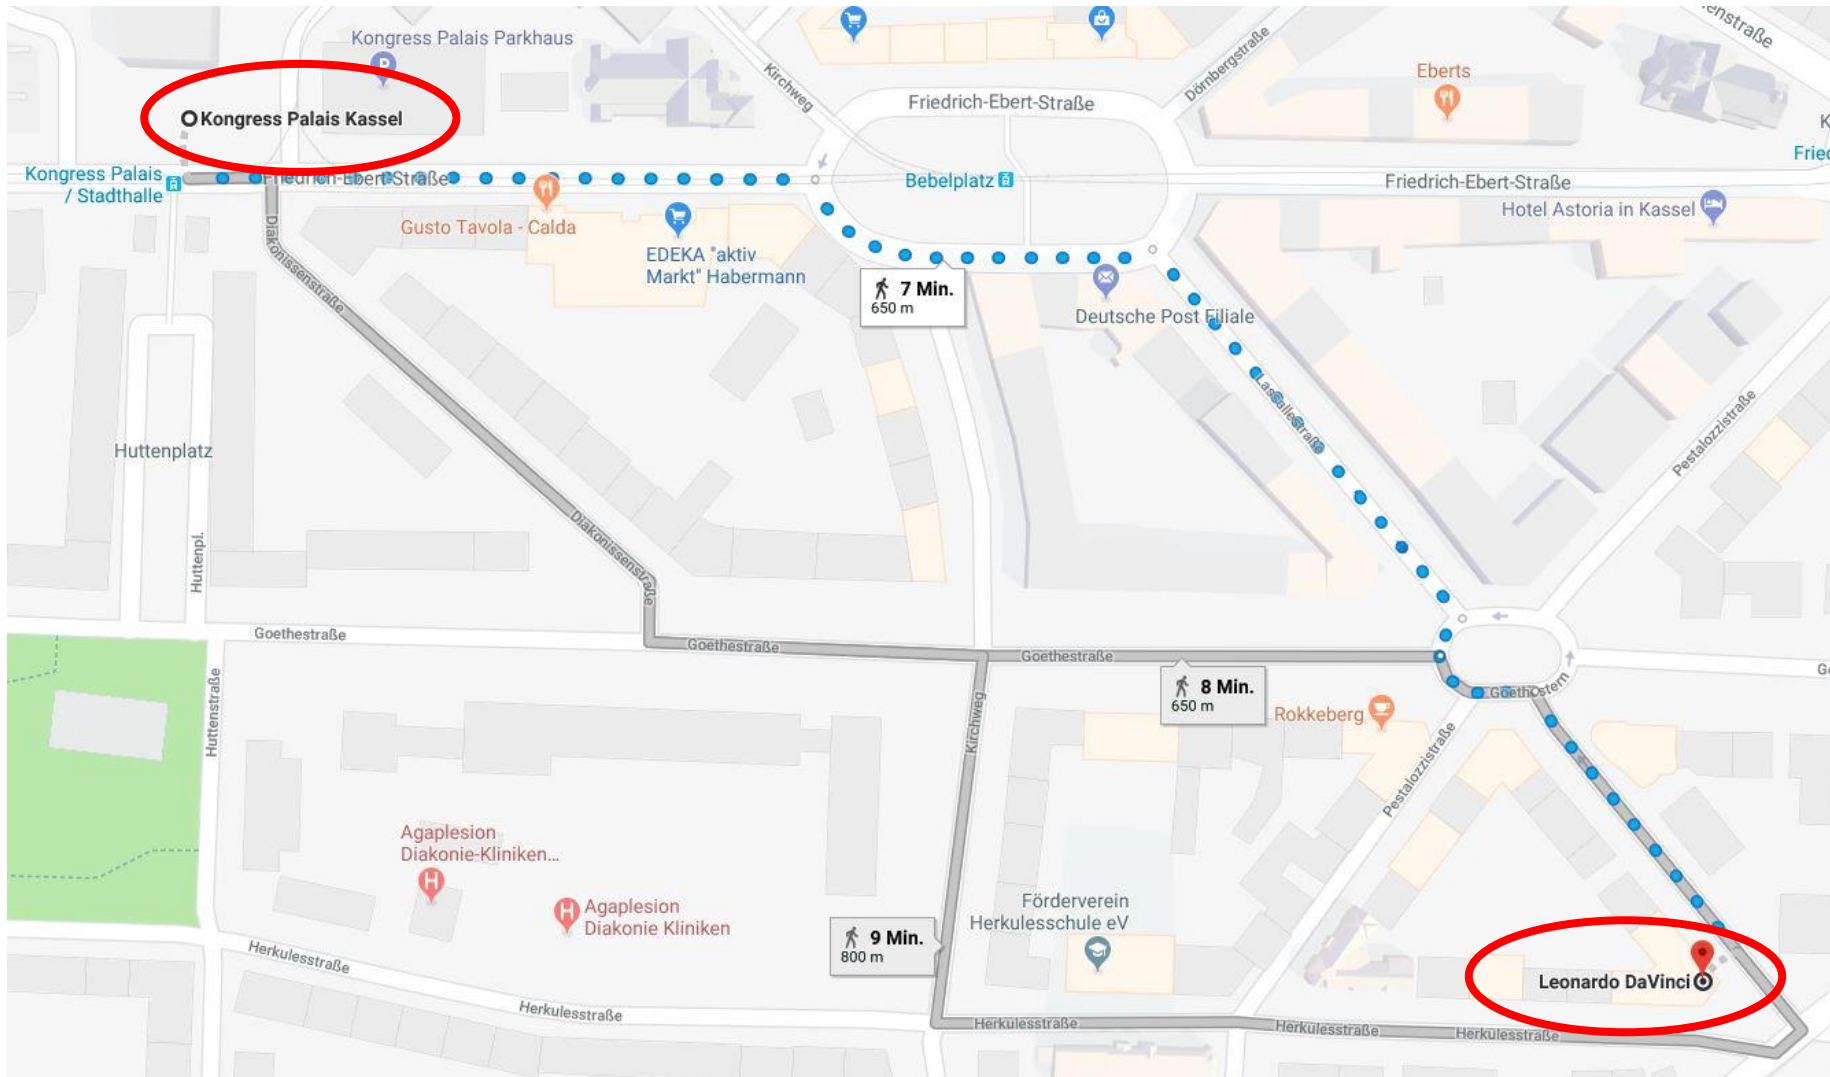 Kongress Palais Parkhaus
P
Kongress Palais Kassel
Kongress Palais
/ Stadthalle
Friedrich-Ebert-Straße
Kirchweg
Friedrich-Ebert-Straße
Dörnbergstraße
Eberts
Bebelplatz
Friedrich-Ebert-Straße
Hotel Astoria in Kassel
Gusto Tavola - Calda
EDEKA "aktiv
Markt" Habermann
7 Min.
650 m
Deutsche Post Filiale
Diakonissenstraße
Lassallestraße
Pestalozzistraße
Huttenplatz
Huttenpl.
Diakonissenstraße
Goethestraße
Goethestraße
Goethestraße
8 Min.
650 m
Goethestern
Rokkeberg
Huttenstraße
Kirchweg
Pestalozzistraße
Agaplesion
Diakonie-Kliniken...
H
H
Agaplesion
Diakonie Kliniken
Förderverein
Herkulesschule eV
9 Min.
800 m
Leonardo DaVinci
Herkulesstraße
Herkulesstraße
Herkulesstraße
Herkulesstraße
Herkulesstraße